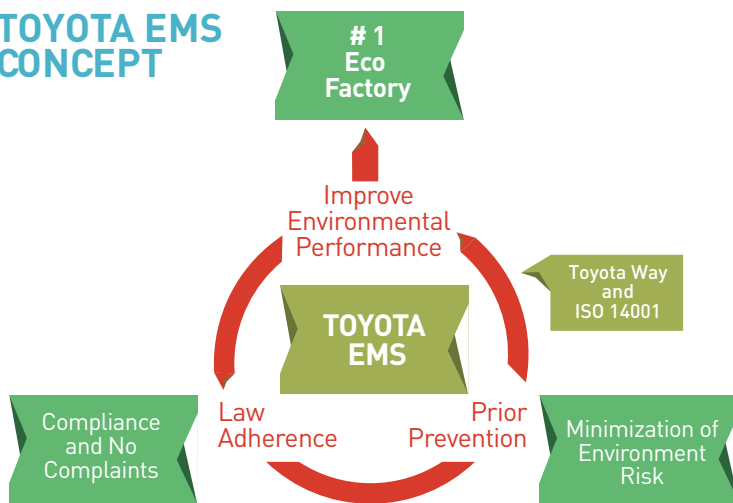 TOYOTA EMS
CONCEPT
# 1
Eco
Factory
Improve
Environmental
Performance
Toyota Way
and
ISO 14001
TOYOTA
EMS
Law
Adherence
Prior
Prevention
Compliance
and No
Complaints
Minimization of
Environment
Risk